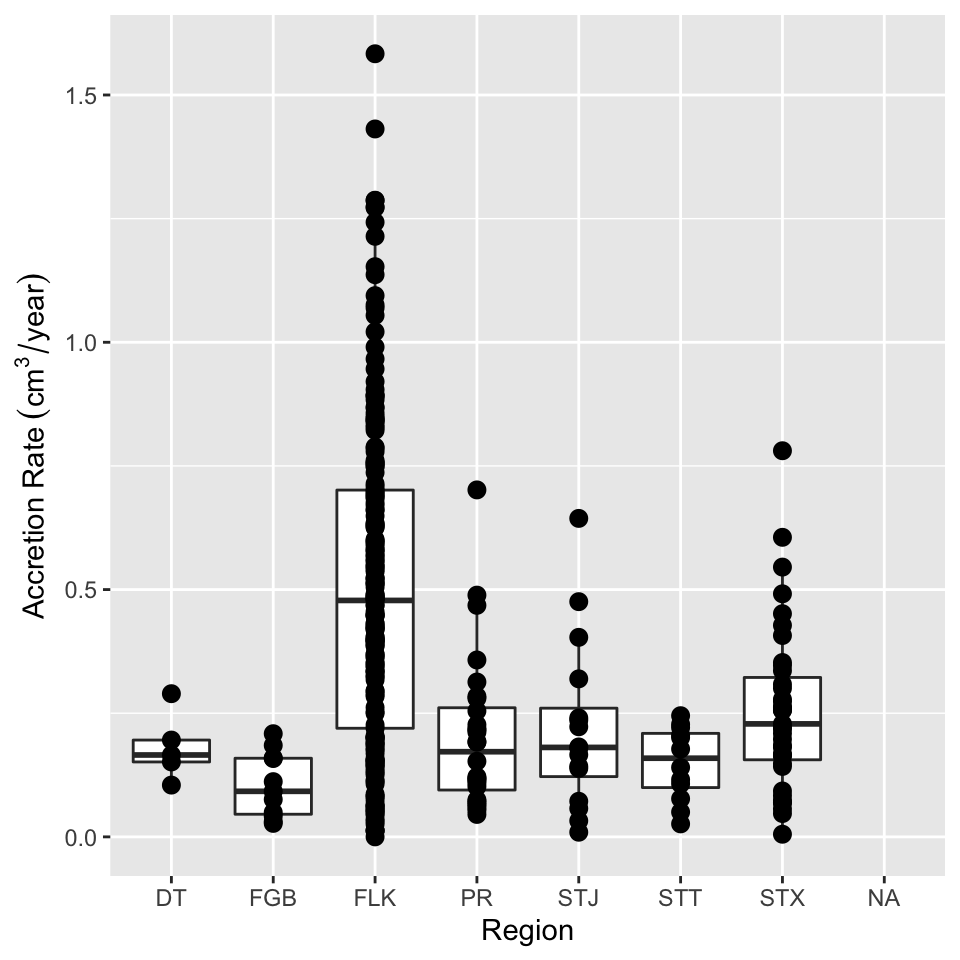 Accretion Rate (cm³/year)
1.5
1.0
0.5
0.0
DT FGB FLK PR STJ STT STX NA
Region